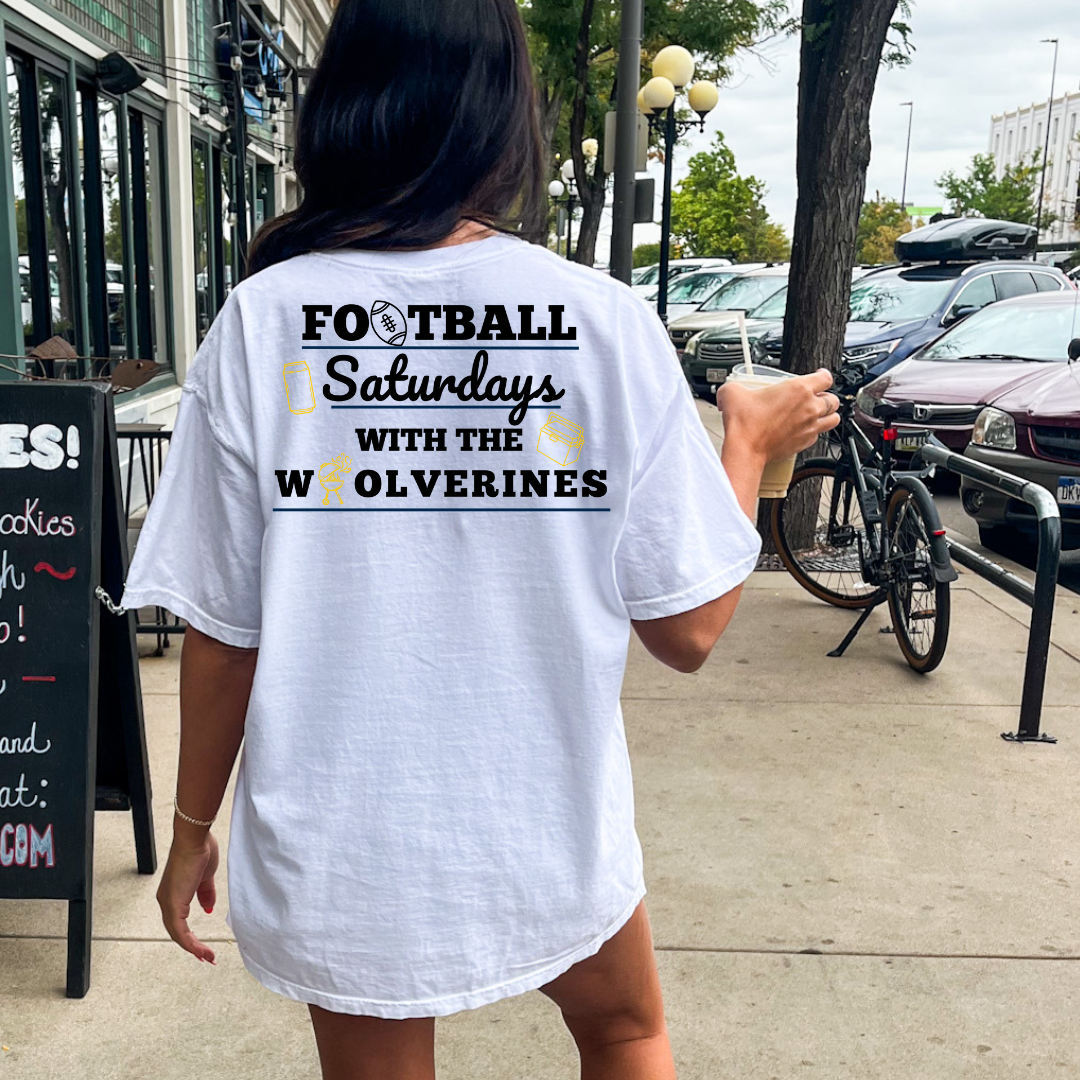 FOOTBALL
Saturdays
WITH THE
WOLVERINES
ES!
ookies
and
at:
COM